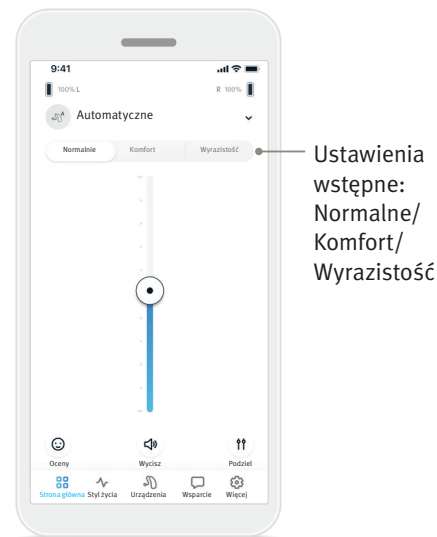 9:41
100% L
R 100%
A
Automatyczne
Normalnie Komfort Wyrazistość
Ustawienia
wstępne:
Normalne/
Komfort/
Wyrazistość
Oceny Wycisz Podziel
Strona główna Styl życia Urządzenia Wsparcie Więcej